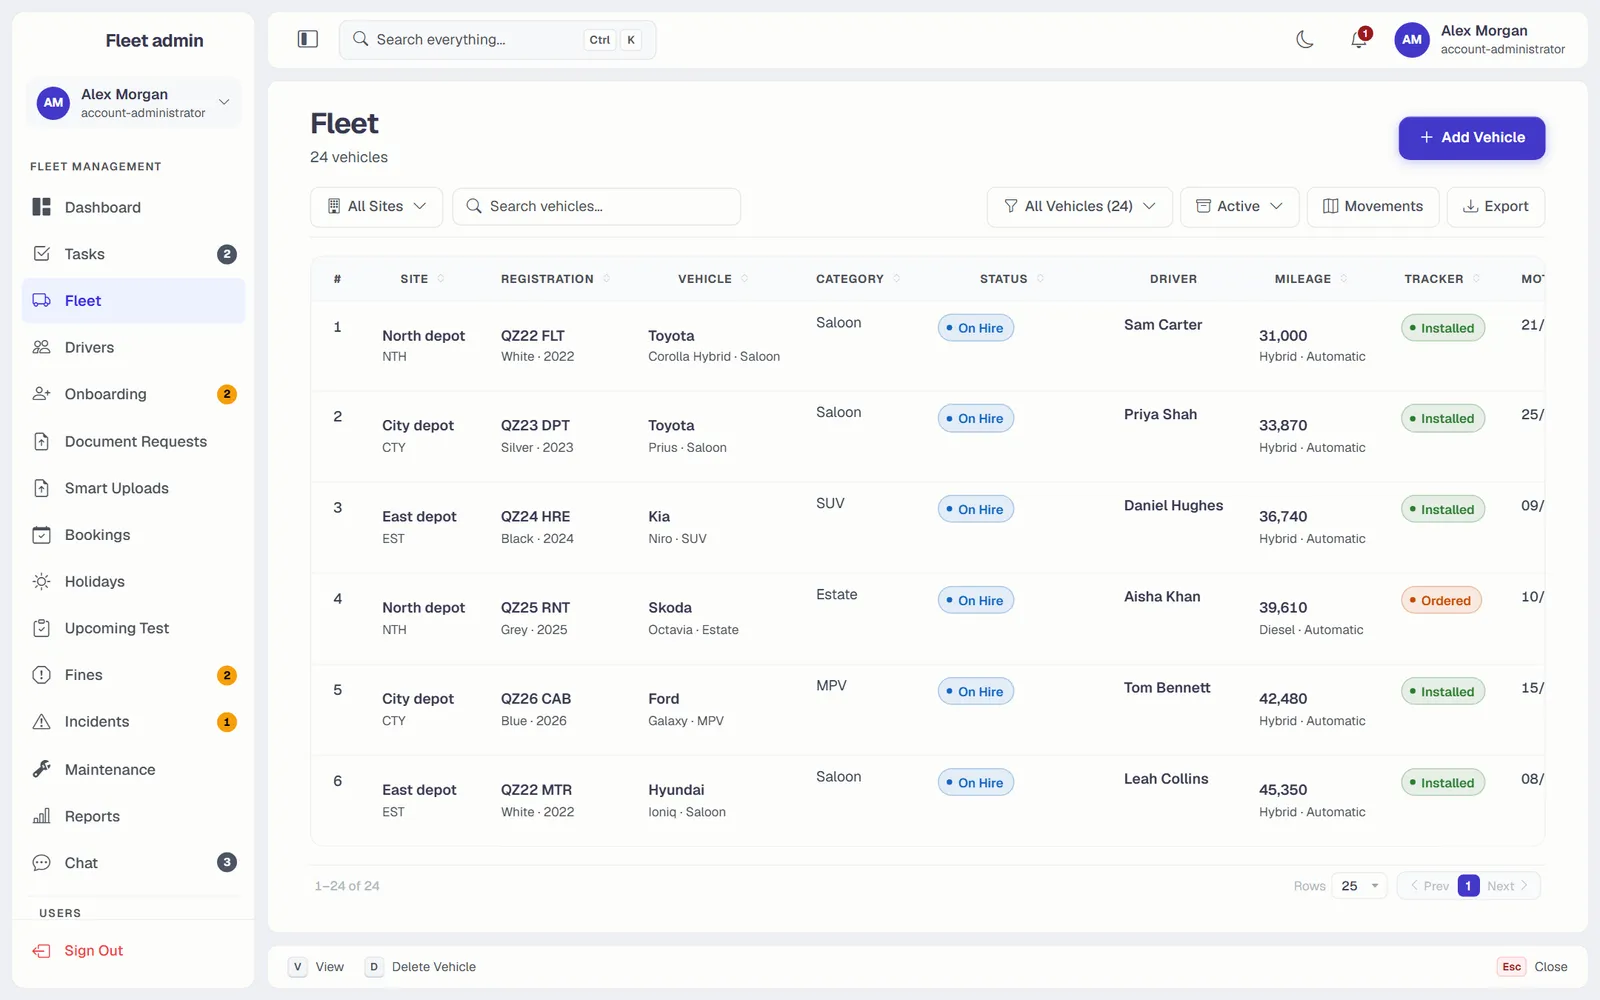 Fleet admin
AM
Alex Morgan
account-administrator
FLEET MANAGEMENT
Dashboard
Tasks 2
Fleet
Drivers
Onboarding 2
Document Requests
Smart Uploads
Bookings
Holidays
Upcoming Test
Fines 2
Incidents 1
Maintenance
Reports
Chat 3
USERS
Sign Out
Search everything... Ctrl K
1
AM
Alex Morgan
account-administrator
Fleet
24 vehicles
+ Add Vehicle
All Sites
Search vehicles...
All Vehicles (24)
Active
Movements
Export
# SITE REGISTRATION VEHICLE CATEGORY STATUS DRIVER MILEAGE TRACKER MOT
1 North depot QZ22 FLT Toyota Saloon On Hire Sam Carter 31,000 Installed 21/
NTH White · 2022 Corolla Hybrid · Saloon Hybrid · Automatic
2 City depot QZ23 DPT Toyota Saloon On Hire Priya Shah 33,870 Installed 25/
CTY Silver · 2023 Prius · Saloon Hybrid · Automatic
3 East depot QZ24 HRE Kia SUV On Hire Daniel Hughes 36,740 Installed 09/
EST Black · 2024 Niro · SUV Hybrid · Automatic
4 North depot QZ25 RNT Skoda Estate On Hire Aisha Khan 39,610 Ordered 10/
NTH Grey · 2025 Octavia · Estate Diesel · Automatic
5 City depot QZ26 CAB Ford MPV On Hire Tom Bennett 42,480 Installed 15/
CTY Blue · 2026 Galaxy · MPV Hybrid · Automatic
6 East depot QZ22 MTR Hyundai Saloon On Hire Leah Collins 45,350 Installed 08/
EST White · 2022 Ioniq · Saloon Hybrid · Automatic
1–24 of 24
Rows 25
Prev 1 Next
V View D Delete Vehicle
Esc Close